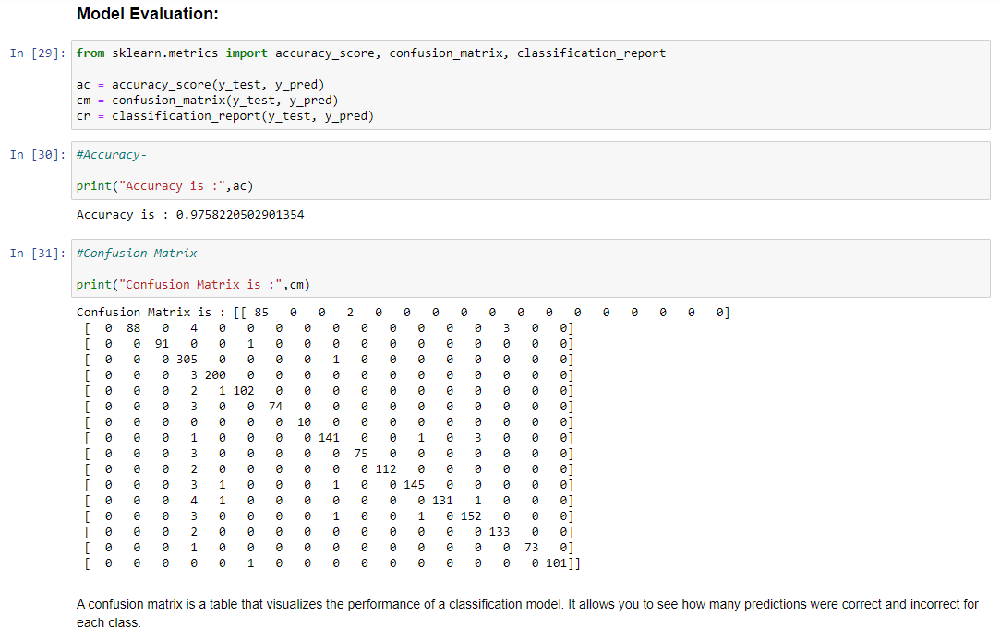 Model Evaluation:
In [29]: from sklearn.metrics import accuracy_score, confusion_matrix, classification_report
ac = accuracy_score(y_test, y_pred)
cm = confusion_matrix(y_test, y_pred)
cr = classification_report(y_test, y_pred)
In [30]: #Accuracy-
print("Accuracy is :",ac)
Accuracy is : 0.9758220502901354
In [31]: #Confusion Matrix-
print("Confusion Matrix is :",cm)
Confusion Matrix is : [[ 85 0 0 2 0 0 0 0 0 0 0 0 0 0 0 0 0]
[ 0 88 0 4 0 0 0 0 0 0 0 0 0 0 3 0 0]
[ 0 0 91 0 0 1 0 0 0 0 0 0 0 0 0 0 0]
[ 0 0 0 305 0 0 0 0 1 0 0 0 0 0 0 0 0]
[ 0 0 0 3 200 0 0 0 0 0 0 0 0 0 0 0 0]
[ 0 0 0 2 1 102 0 0 0 0 0 0 0 0 0 0 0]
[ 0 0 0 3 0 0 74 0 0 0 0 0 0 0 0 0 0]
[ 0 0 0 0 0 0 0 10 0 0 0 0 0 0 0 0 0]
[ 0 0 0 1 0 0 0 0 141 0 0 1 0 3 0 0 0]
[ 0 0 0 3 0 0 0 0 0 75 0 0 0 0 0 0 0]
[ 0 0 0 2 0 0 0 0 0 0 112 0 0 0 0 0 0]
[ 0 0 0 3 1 0 0 0 1 0 0 145 0 0 0 0 0]
[ 0 0 0 4 1 0 0 0 0 0 0 0 131 1 0 0 0]
[ 0 0 0 3 0 0 0 0 1 0 0 1 0 152 0 0 0]
[ 0 0 0 2 0 0 0 0 0 0 0 0 0 0 133 0 0]
[ 0 0 0 1 0 0 0 0 0 0 0 0 0 0 0 73 0]
[ 0 0 0 0 0 1 0 0 0 0 0 0 0 0 0 0 101]]
A confusion matrix is a table that visualizes the performance of a classification model. It allows you to see how many predictions were correct and incorrect for
each class.